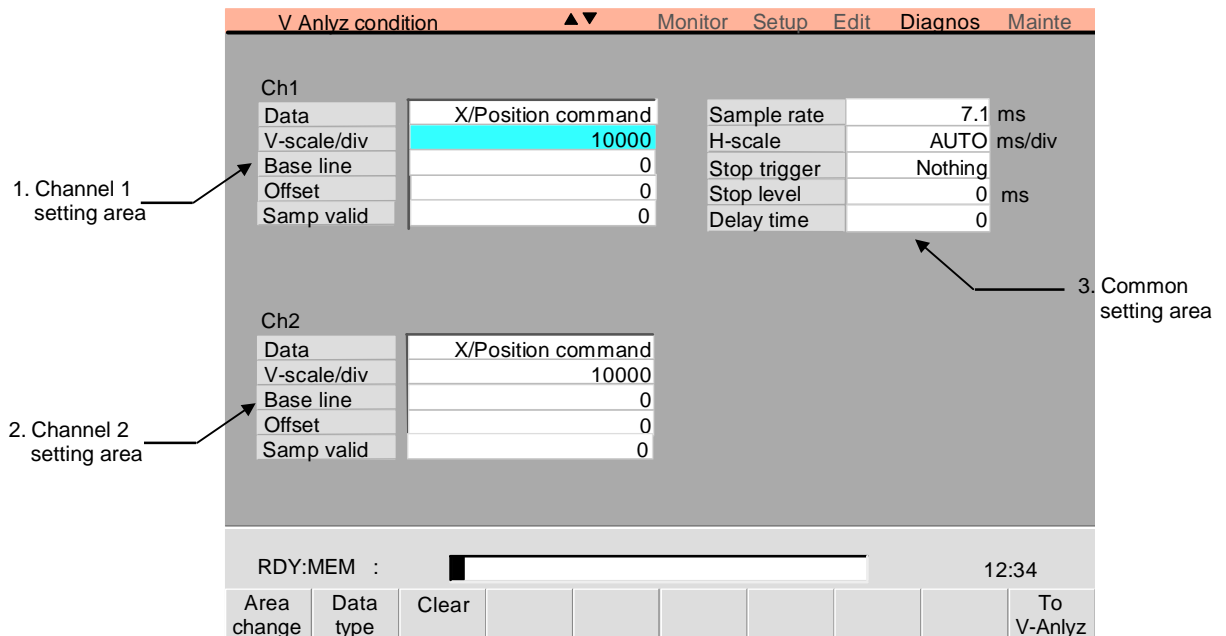 V Anlyz condition ▲▼ Monitor Setup Edit Diagnos Mainte
Ch1
Data X/Position command
V-scale/div 10000
Base line 0
Offset 0
Samp valid 0
Sample rate 7.1 ms
H-scale AUTO ms/div
Stop trigger Nothing
Stop level 0 ms
Delay time 0
1. Channel 1
setting area
3. Common
setting area
Ch2
Data X/Position command
V-scale/div 10000
Base line 0
Offset 0
Samp valid 0
2. Channel 2
setting area
RDY:MEM :
12:34
Area
change
Data
type
Clear
To
V-Anlyz